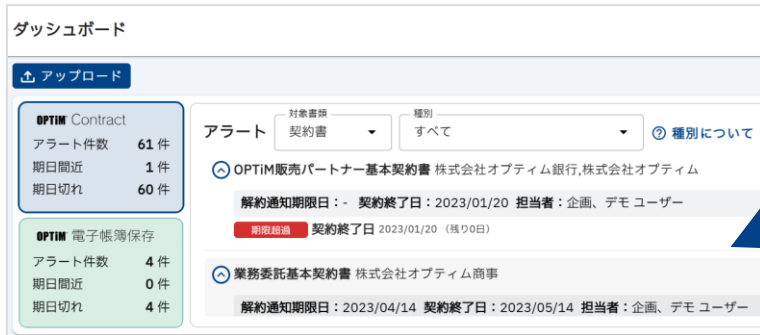 ダッシュボード
アップロード
OPTiM Contract
アラート件数 61 件
期日間近 1 件
期日切れ 60 件
OPTiM 電子帳簿保存
アラート件数 4 件
期日間近 0 件
期日切れ 4 件
アラート 対象書類 契約書 種別 すべて ? 種別について
OPTiM販売パートナー基本契約書 株式会社オプティム銀行,株式会社オプティム
解約通知期限日：- 契約終了日：2023/01/20 担当者：企画、デモ ユーザー
期限超過 契約終了日 2023/01/20 （残り0日）
業務委託基本契約書 株式会社オプティム商事
解約通知期限日：2023/04/14 契約終了日：2023/05/14 担当者：企画、デモ ユーザー